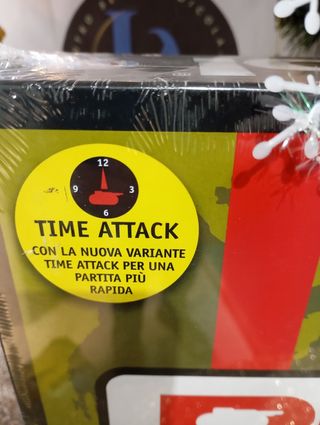 12
9 3
6
TIME ATTACK
CON LA NUOVA VARIANTE
TIME ATTACK PER UNA
PARTITA PIÙ
RAPIDA